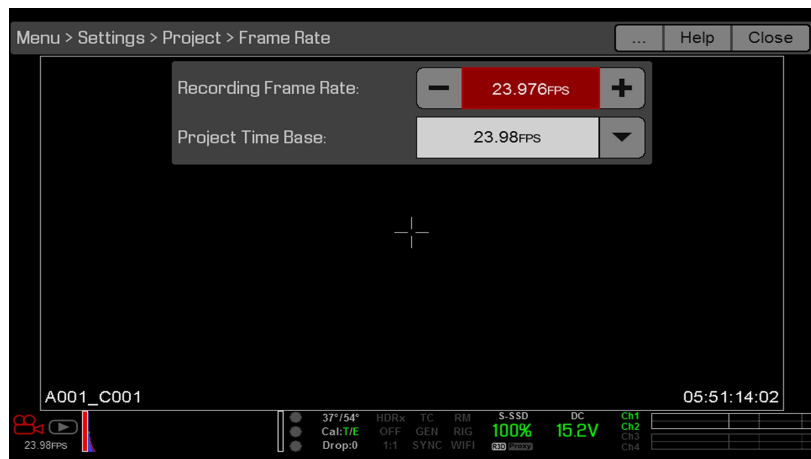 Menu > Settings > Project > Frame Rate ... Help Close
Recording Frame Rate: − 23.976FPS +
Project Time Base: 23.98FPS
A001_C001 05:51:14:02
37°/54° HDRx TC RM S-SSD DC Ch1
Cal:T/E OFF GEN RIG 100% 15.2V Ch2
23.98FPS Drop:0 1:1 SYNC WIFI R3D Proxy Ch3
Ch4